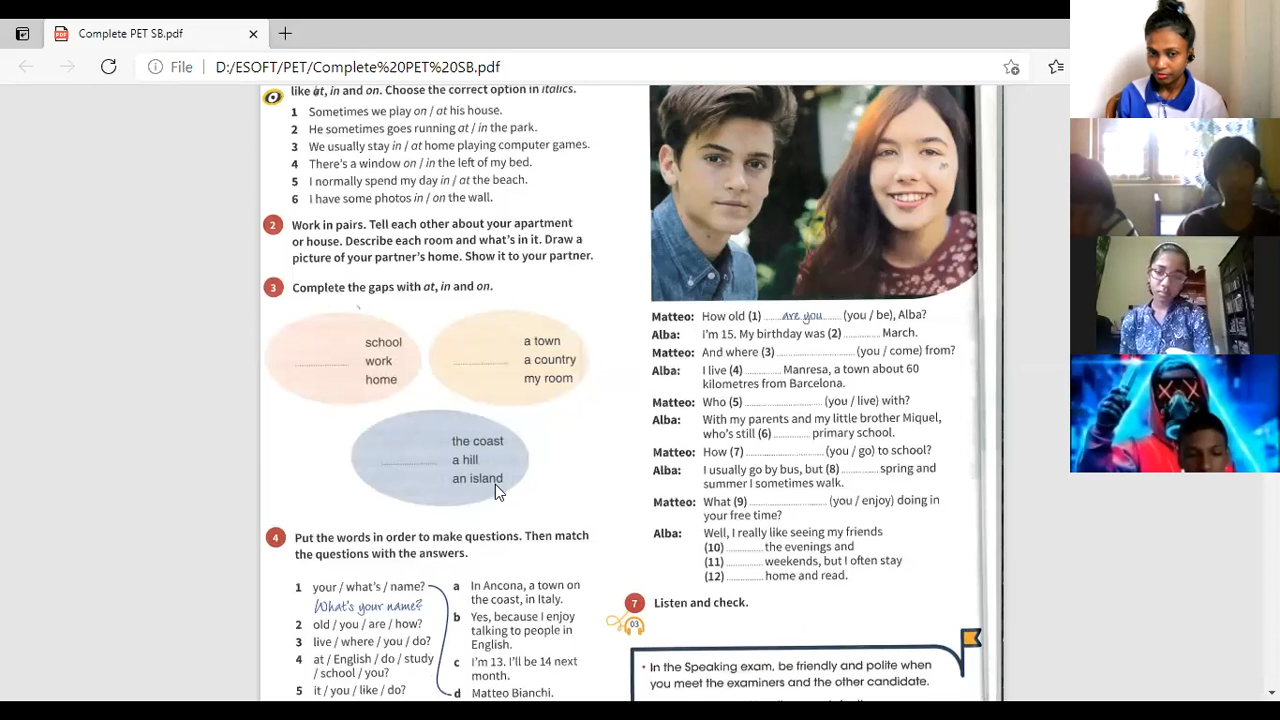 Complete PET SB.pdf
File
D:/ESOFT/PET/Complete%20PET%20SB.pdf
like at, in and on. Choose the correct option in italics.
1 Sometimes we play on / at his house.
2 He sometimes goes running at / in the park.
3 We usually stay in / at home playing computer games.
4 There's a window on / in the left of my bed.
5 I normally spend my day in / at the beach.
6 I have some photos in / on the wall.
2 Work in pairs. Tell each other about your apartment
or house. Describe each room and what's in it. Draw a
picture of your partner's home. Show it to your partner.
3 Complete the gaps with at, in and on.
school
work
home
a town
a country
my room
the coast
a hill
an island
4 Put the words in order to make questions. Then match
the questions with the answers.
1 your / what's / name?
What's your name?
2 old / you / are / how?
3 live / where / you / do?
4 at / English / do / study
/ school / you?
5 it / you / like / do?
a In Ancona, a town on
the coast, in Italy.
b Yes, because I enjoy
talking to people in
English.
c I'm 13. I'll be 14 next
month.
d Matteo Bianchi.
Matteo: How old (1) ......are you...... (you / be), Alba?
Alba: I'm 15. My birthday was (2) ............ March.
Matteo: And where (3) ........................ (you / come) from?
Alba: I live (4) ............ Manresa, a town about 60
kilometres from Barcelona.
Matteo: Who (5) ........................ (you / live) with?
Alba: With my parents and my little brother Miquel,
who's still (6) ............ primary school.
Matteo: How (7) ........................ (you / go) to school?
Alba: I usually go by bus, but (8) ............ spring and
summer I sometimes walk.
Matteo: What (9) ........................ (you / enjoy) doing in
your free time?
Alba: Well, I really like seeing my friends
(10) ............ the evenings and
(11) ............ weekends, but I often stay
(12) ............ home and read.
7 Listen and check.
03
• In the Speaking exam, be friendly and polite when
you meet the examiners and the other candidate.